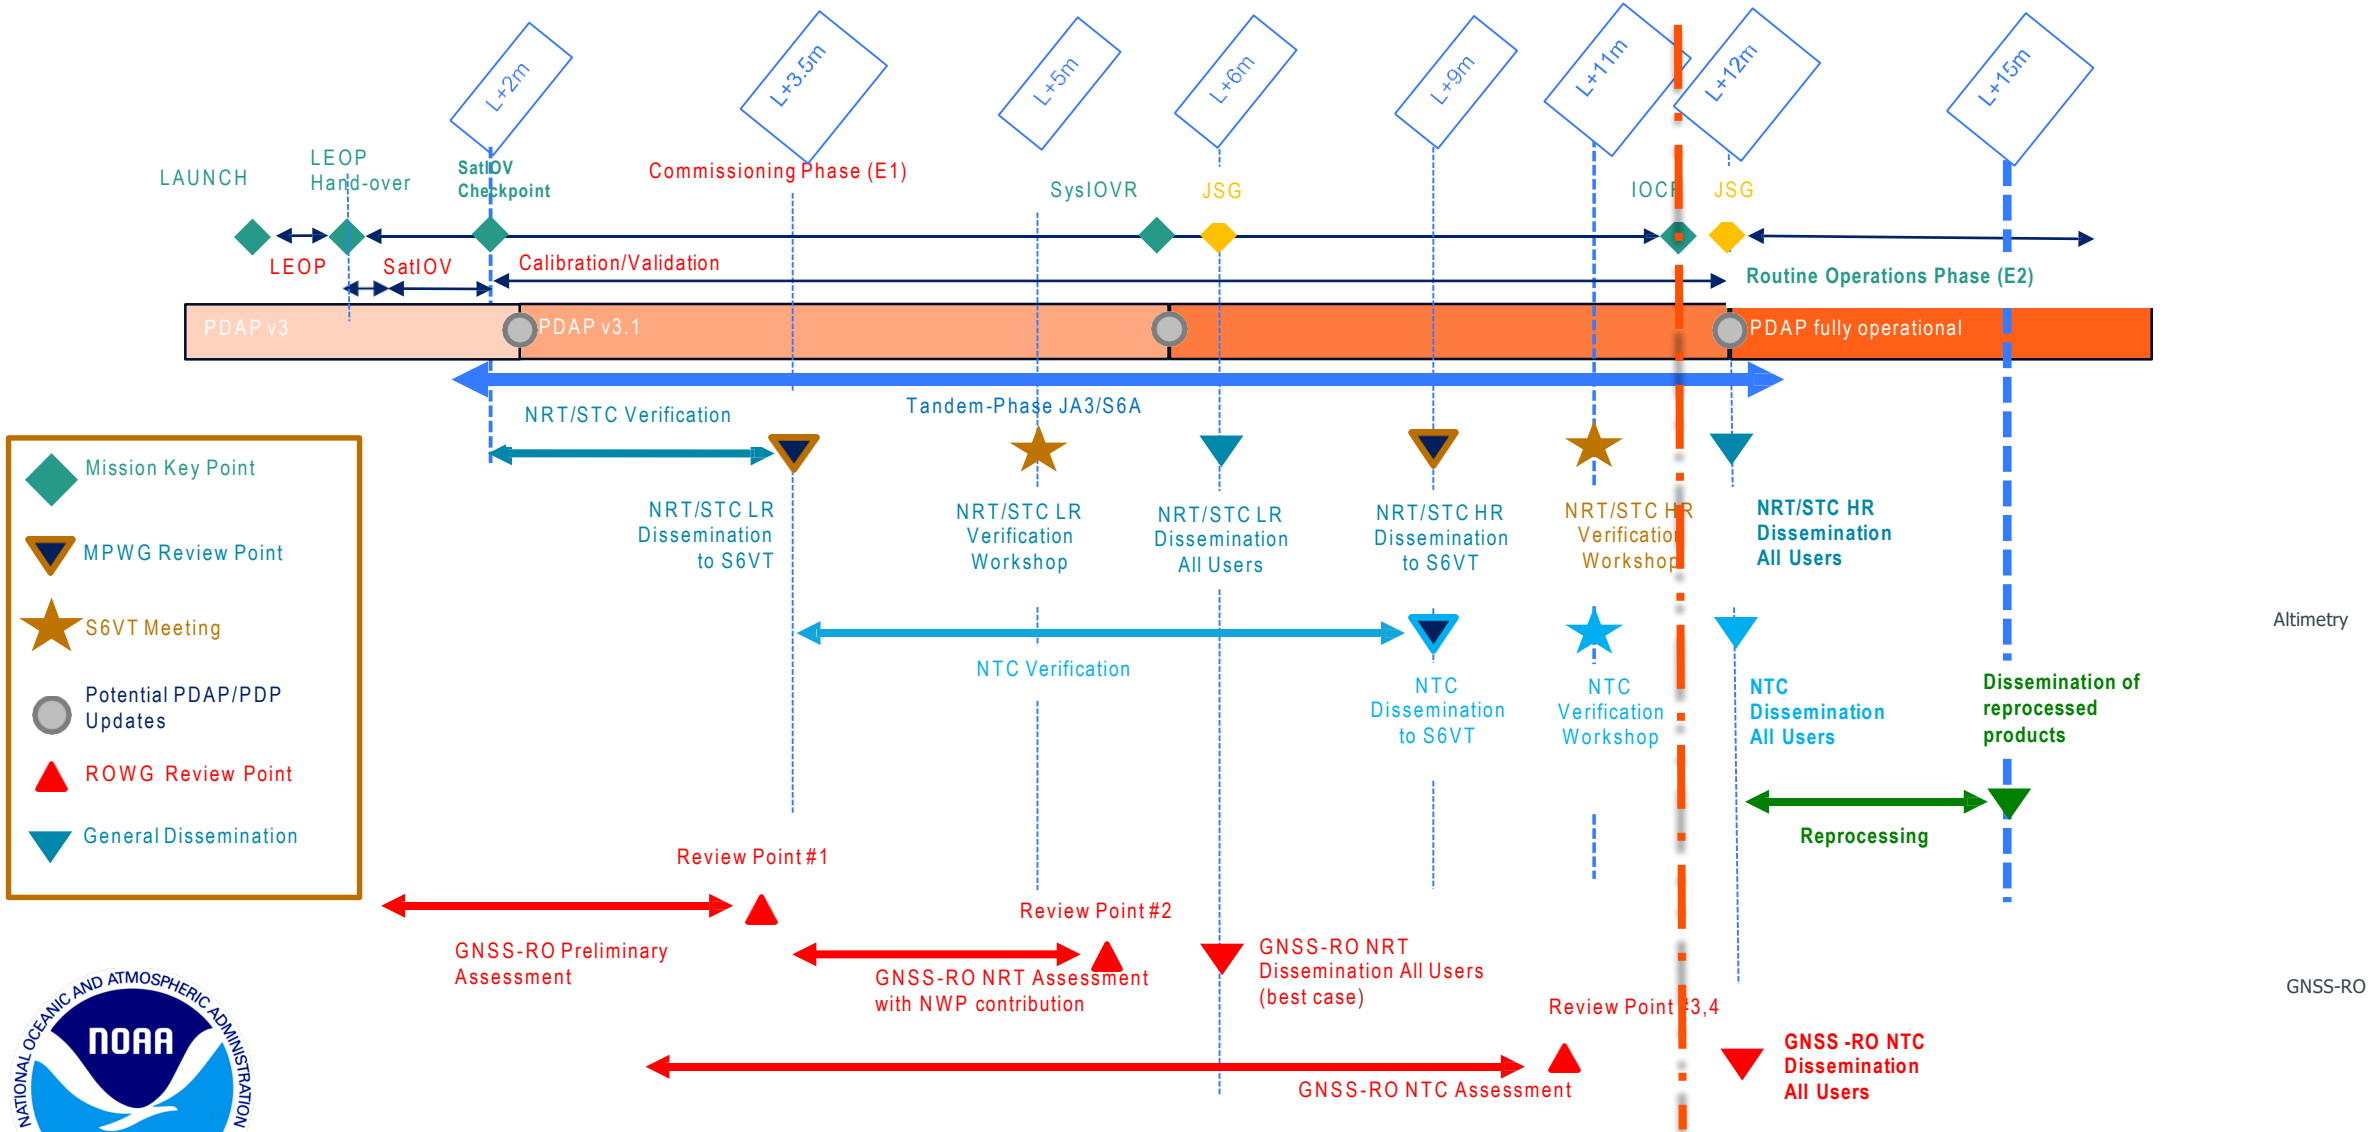 L+2m
L+3.5m
L+5m
L+6m
L+9m
L+11m
L+12m
L+15m
LAUNCH
LEOP
Hand-over
SatIOV
Checkpoint
Commissioning Phase (E1)
SysIOVR
JSG
IOCR
JSG
LEOP
SatIOV
Calibration/Validation
Routine Operations Phase (E2)
PDAP v3
PDAP v3.1
PDAP fully operational
Tandem-Phase JA3/S6A
NRT/STC Verification
Mission Key Point
MPWG Review Point
S6VT Meeting
Potential PDAP/PDP
Updates
ROWG Review Point
General Dissemination
NRT/STC LR
Dissemination
to S6VT
NRT/STC LR
Verification
Workshop
NRT/STC LR
Dissemination
All Users
NRT/STC HR
Dissemination
to S6VT
NRT/STC HR
Verification
Workshop
NRT/STC HR
Dissemination
All Users
Altimetry
NTC Verification
NTC
Dissemination
to S6VT
NTC
Verification
Workshop
NTC
Dissemination
All Users
Dissemination of
reprocessed
products
Reprocessing
Review Point #1
GNSS-RO Preliminary
Assessment
Review Point #2
GNSS-RO NRT Assessment
with NWP contribution
GNSS-RO NRT
Dissemination All Users
(best case)
GNSS-RO
Review Point #3,4
GNSS-RO NTC Assessment
GNSS -RO NTC
Dissemination
All Users
NATIONAL OCEANIC AND ATMOSPHERIC ADMINISTRATION
NOAA